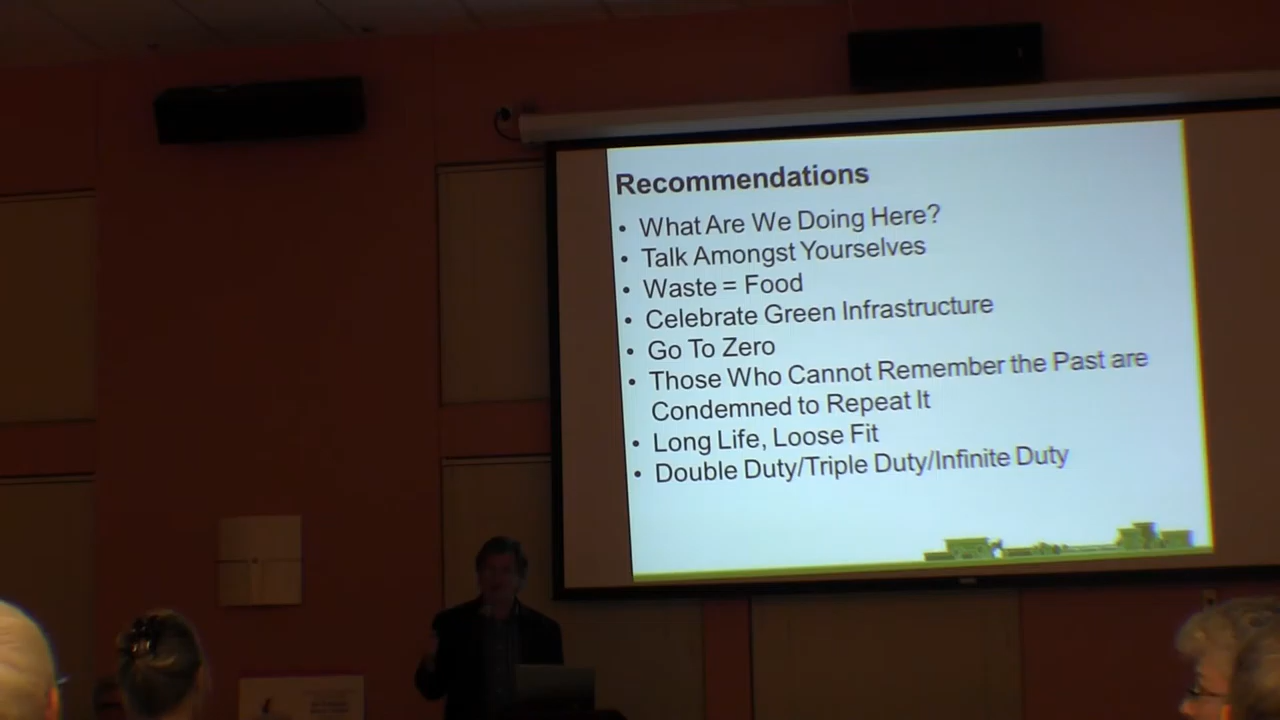 Recommendations
• What Are We Doing Here?
• Talk Amongst Yourselves
• Waste = Food
• Celebrate Green Infrastructure
• Go To Zero
• Those Who Cannot Remember the Past are
Condemned to Repeat It
• Long Life, Loose Fit
• Double Duty/Triple Duty/Infinite Duty